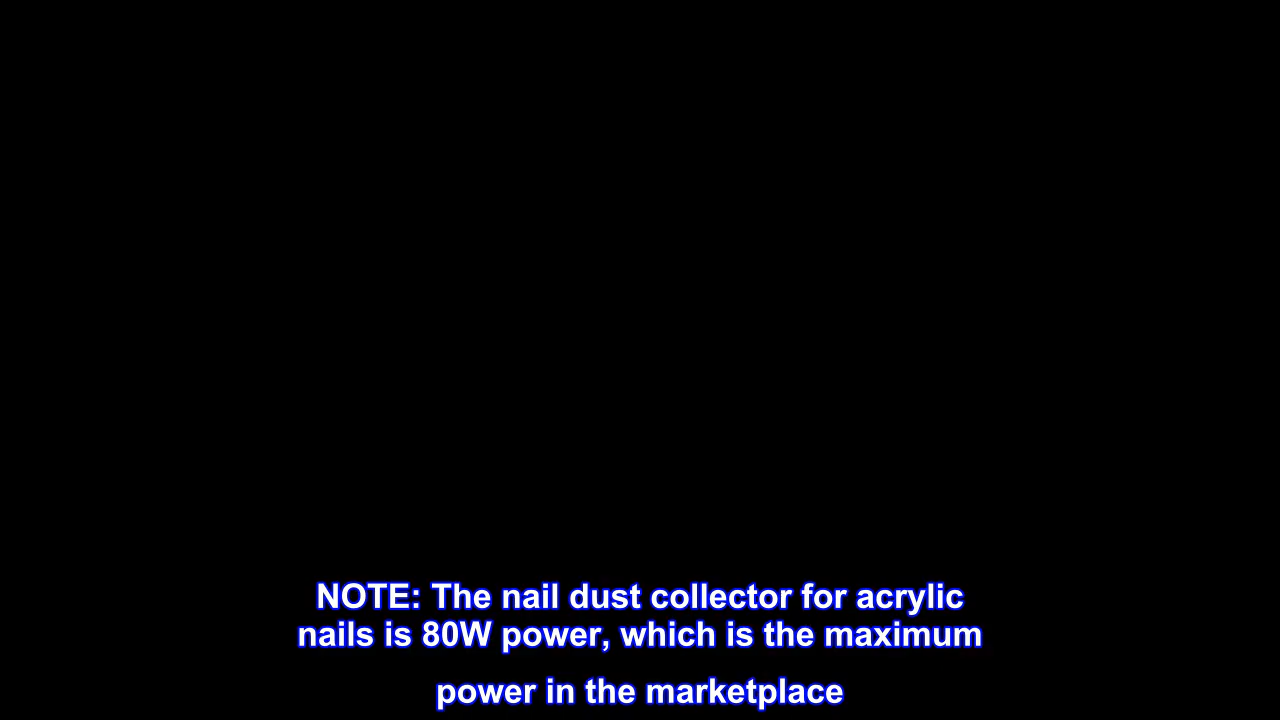 NOTE: The nail dust collector for acrylic
nails is 80W power, which is the maximum
power in the marketplace